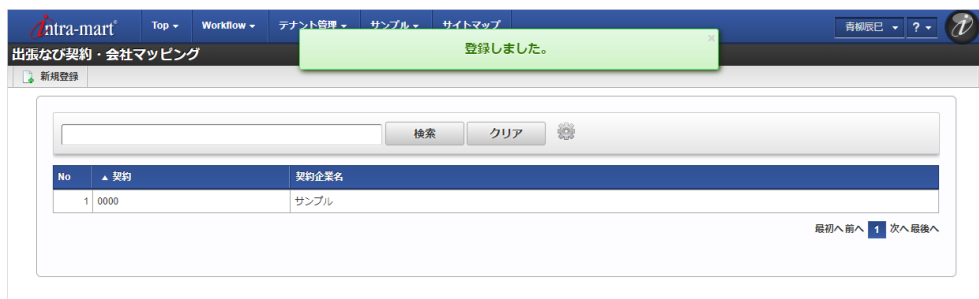 intra-mart® Top Workflow テナント管理 サンプル サイトマップ 青柳辰巳 ?
登録しました。 ×
出張なび契約・会社マッピング
新規登録
検索 クリア
No ▲ 契約 契約企業名
1 0000 サンプル
最初へ 前へ 1 次へ 最後へ